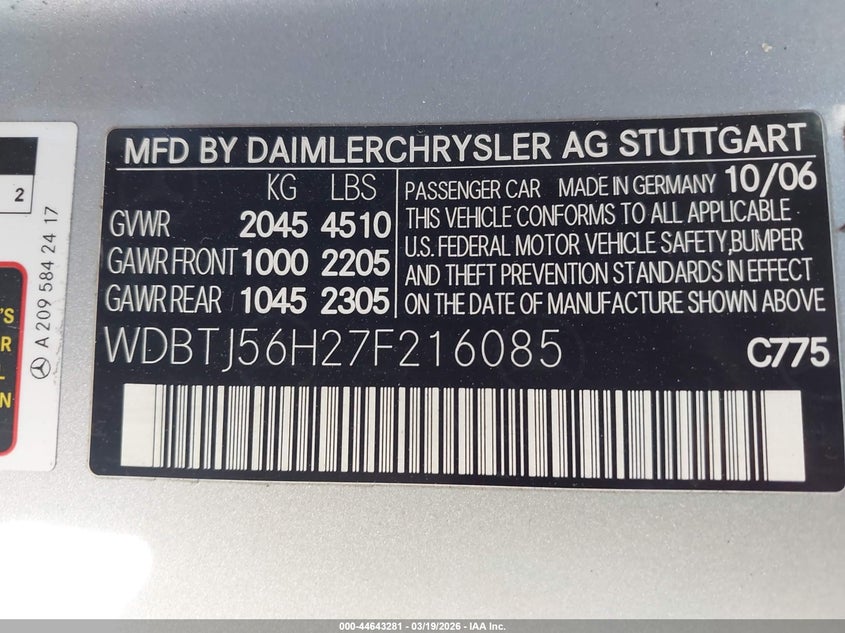 MFD BY DAIMLERCHRYSLER AG STUTTGART
KG LBS
GVWR 2045 4510
GAWR FRONT 1000 2205
GAWR REAR 1045 2305
PASSENGER CAR MADE IN GERMANY 10/06
THIS VEHICLE CONFORMS TO ALL APPLICABLE
U.S. FEDERAL MOTOR VEHICLE SAFETY,BUMPER
AND THEFT PREVENTION STANDARDS IN EFFECT
ON THE DATE OF MANUFACTURE SHOWN ABOVE
WDBTJ56H27F216085 C775
2
A 209 584 24 17
'S
R
L
N
000-44643281 - 03/19/2026 - IAA Inc.